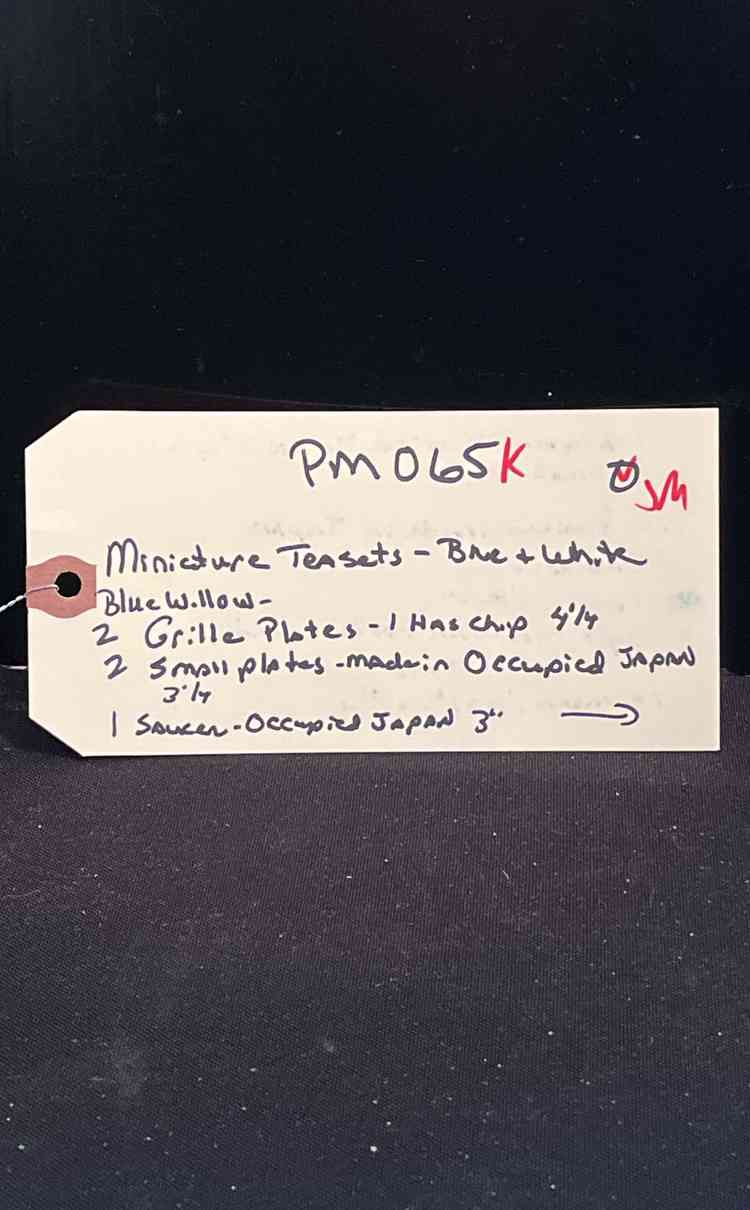 PM065K
JM
Minicture Teasets - Blue + White
Blue Willow -
2 Grille Plates - 1 Has chip 4 1/4
2 Small plates - made in Occupied JAPAN
3 1/4
1 SAUCER - Occupied JAPAN 3"